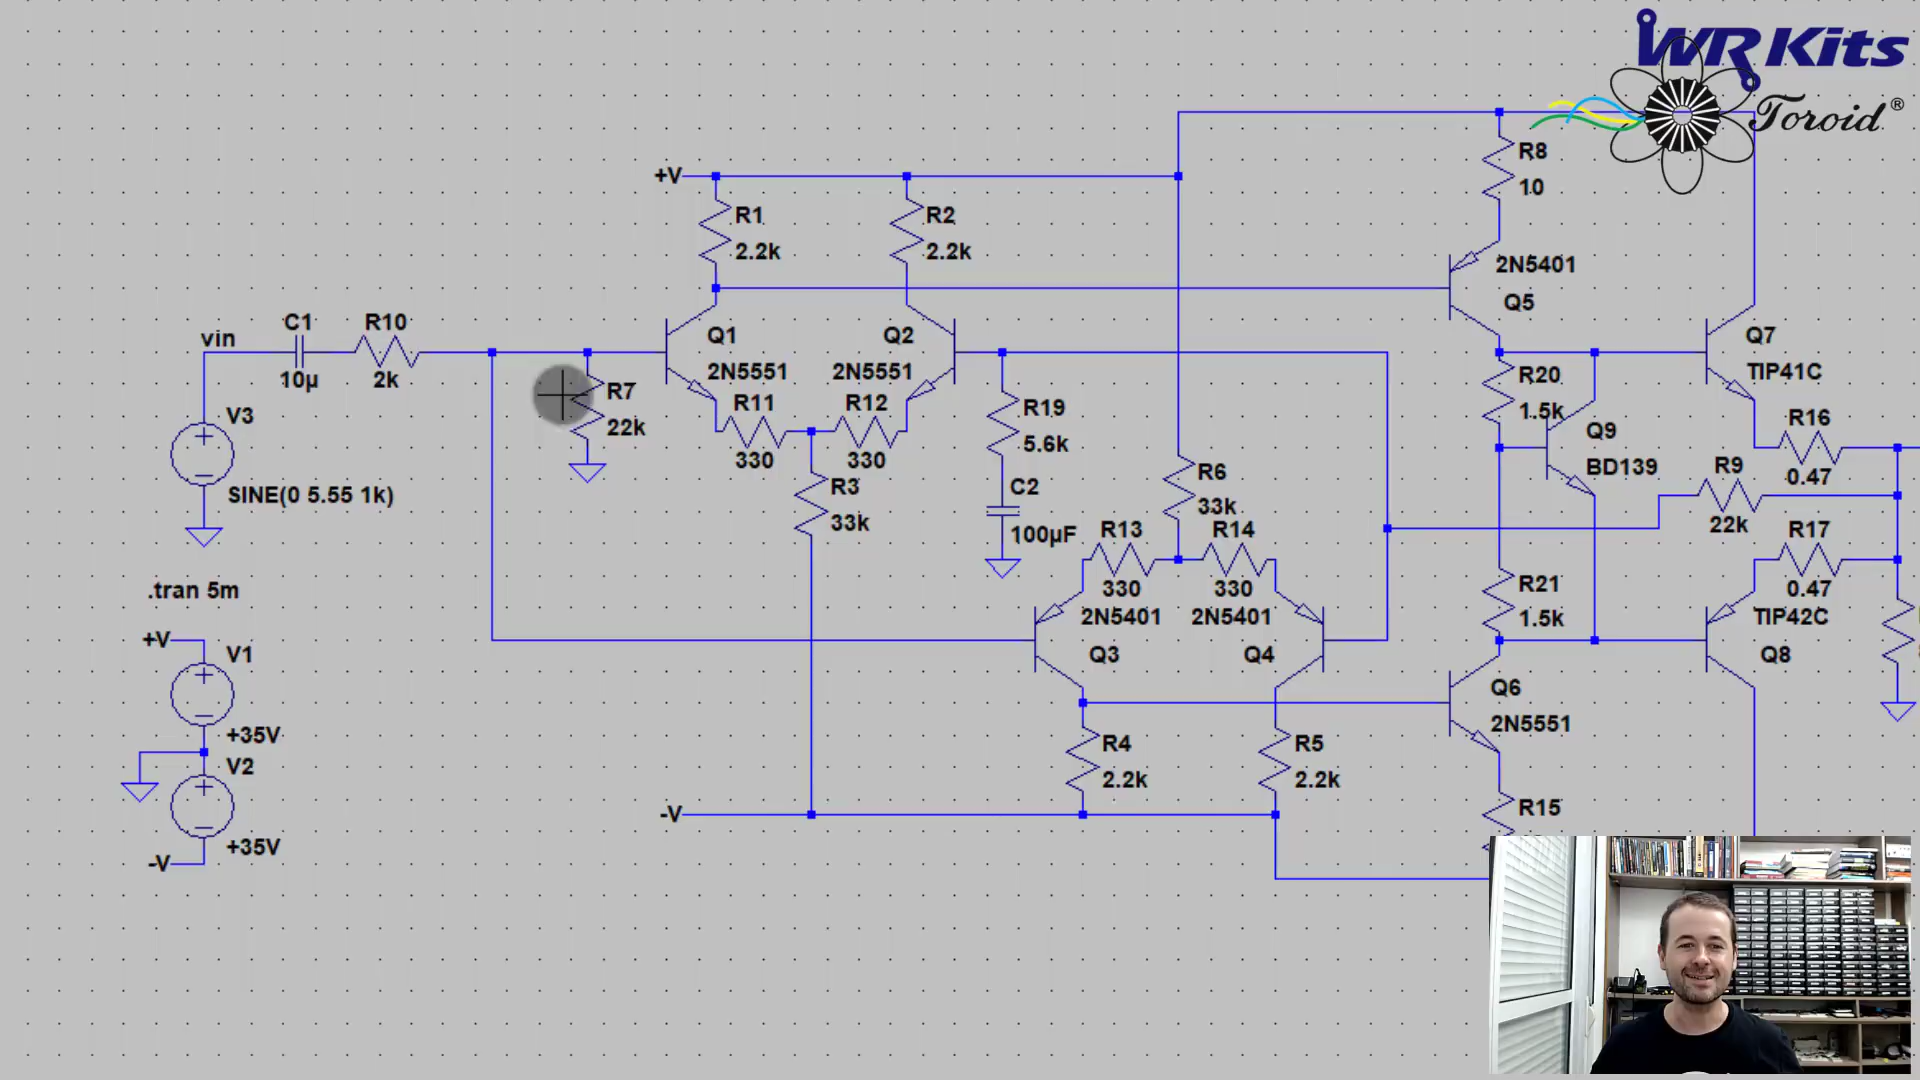 WR Kits
Toroid®
+V
R1
2.2k
R2
2.2k
R8
10
2N5401
Q5
vin
C1
10µ
R10
2k
Q1
2N5551
Q2
2N5551
Q7
TIP41C
V3
SINE(0 5.55 1k)
R7
22k
R11
330
R12
330
R3
33k
R19
5.6k
C2
100µF
R6
33k
R20
1.5k
Q9
BD139
R16
0.47
R9
22k
R13
330
2N5401
Q3
R14
330
2N5401
Q4
R21
1.5k
R17
0.47
TIP42C
Q8
.tran 5m
+V
V1
+35V
V2
+35V
-V
R4
2.2k
R5
2.2k
Q6
2N5551
-V
R15